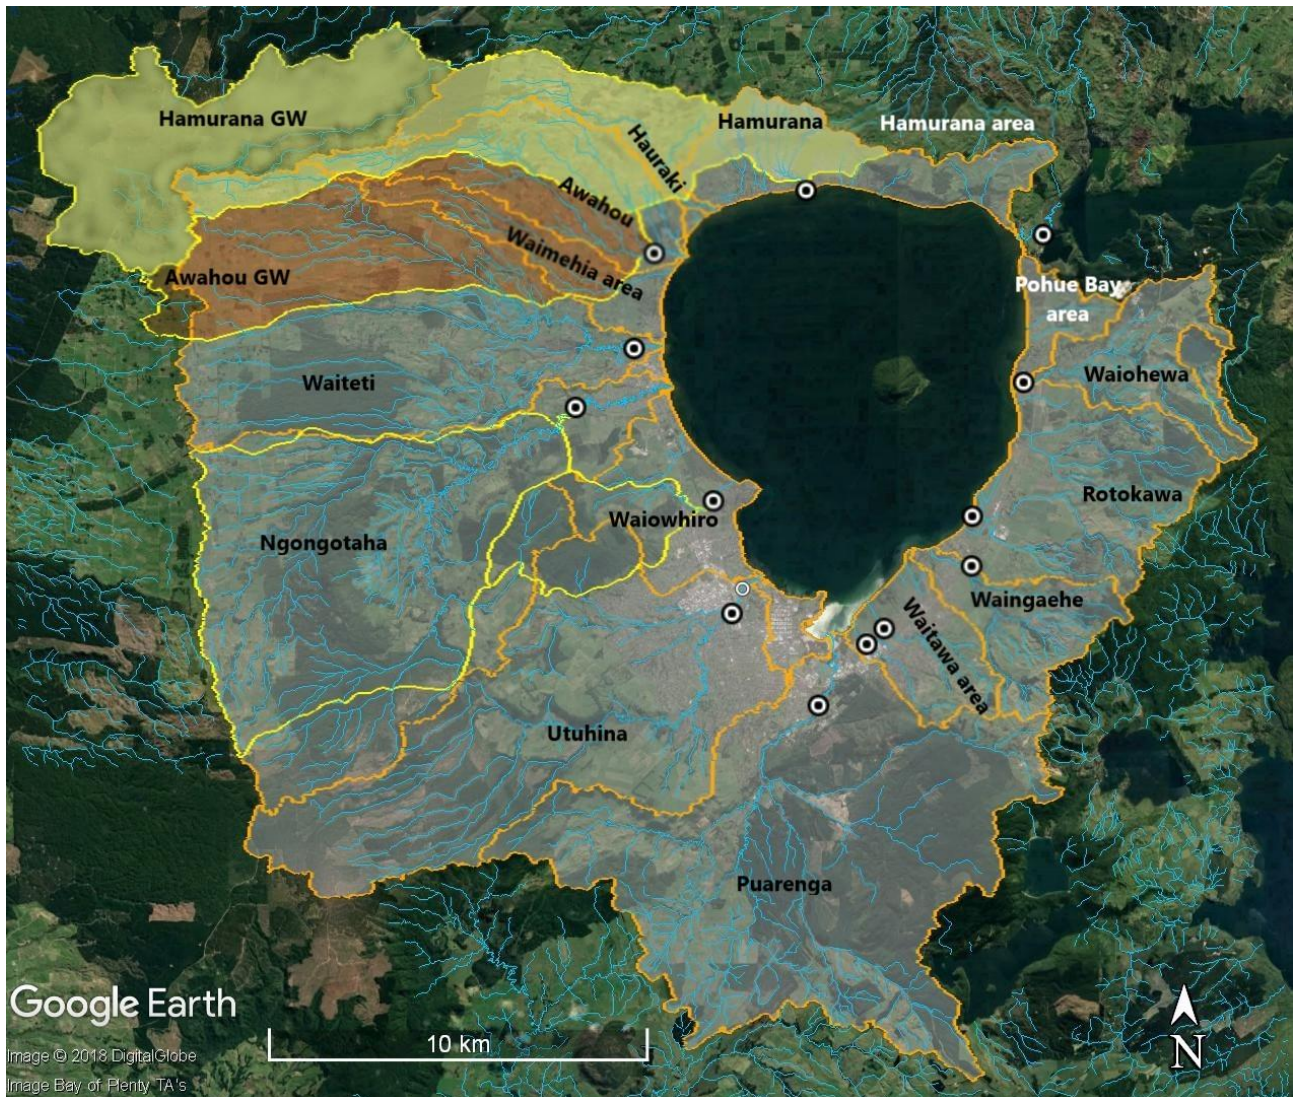 Hamurana GW
Hamurana
Hamurana area
Hauraki
Awahou
Waimehia area
Awahou GW
Pohue Bay
area
Waiteti
Waiohewa
Rotokawa
Waiowhiro
Ngongotaha
Waingaehe
Waitawa area
Utuhina
Puarenga
Google Earth
10 km
N
Image © 2018 DigitalGlobe
Image Bay of Plenty TA's